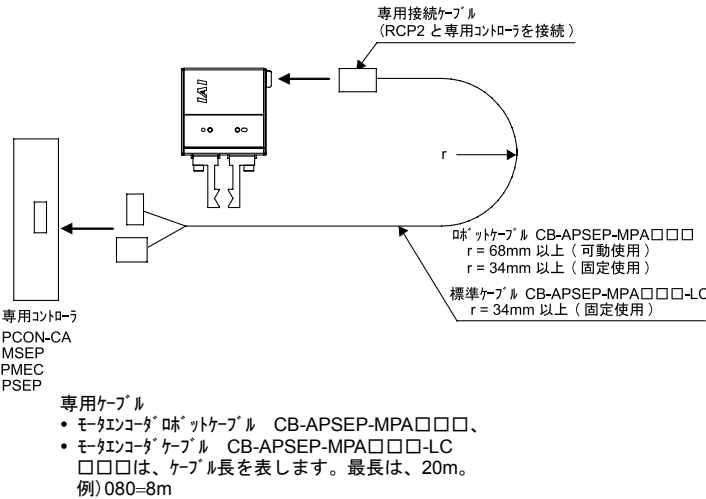 専用接続ケーブル
(RCP2 と専用コントローラを接続 )
IAI
r
ロボットケーブル CB-APSEP-MPA□□□
r = 68mm 以上 ( 可動使用 )
r = 34mm 以上 ( 固定使用 )
標準ケーブル CB-APSEP-MPA□□□-LC
r = 34mm 以上 ( 固定使用 )
専用コントローラ
PCON-CA
MSEP
PMEC
PSEP
専用ケーブル
• モータエンコーダロボットケーブル CB-APSEP-MPA□□□、
• モータエンコーダケーブル CB-APSEP-MPA□□□-LC
□□□は、ケーブル長を表します。最長は、20m。
例) 080=8m